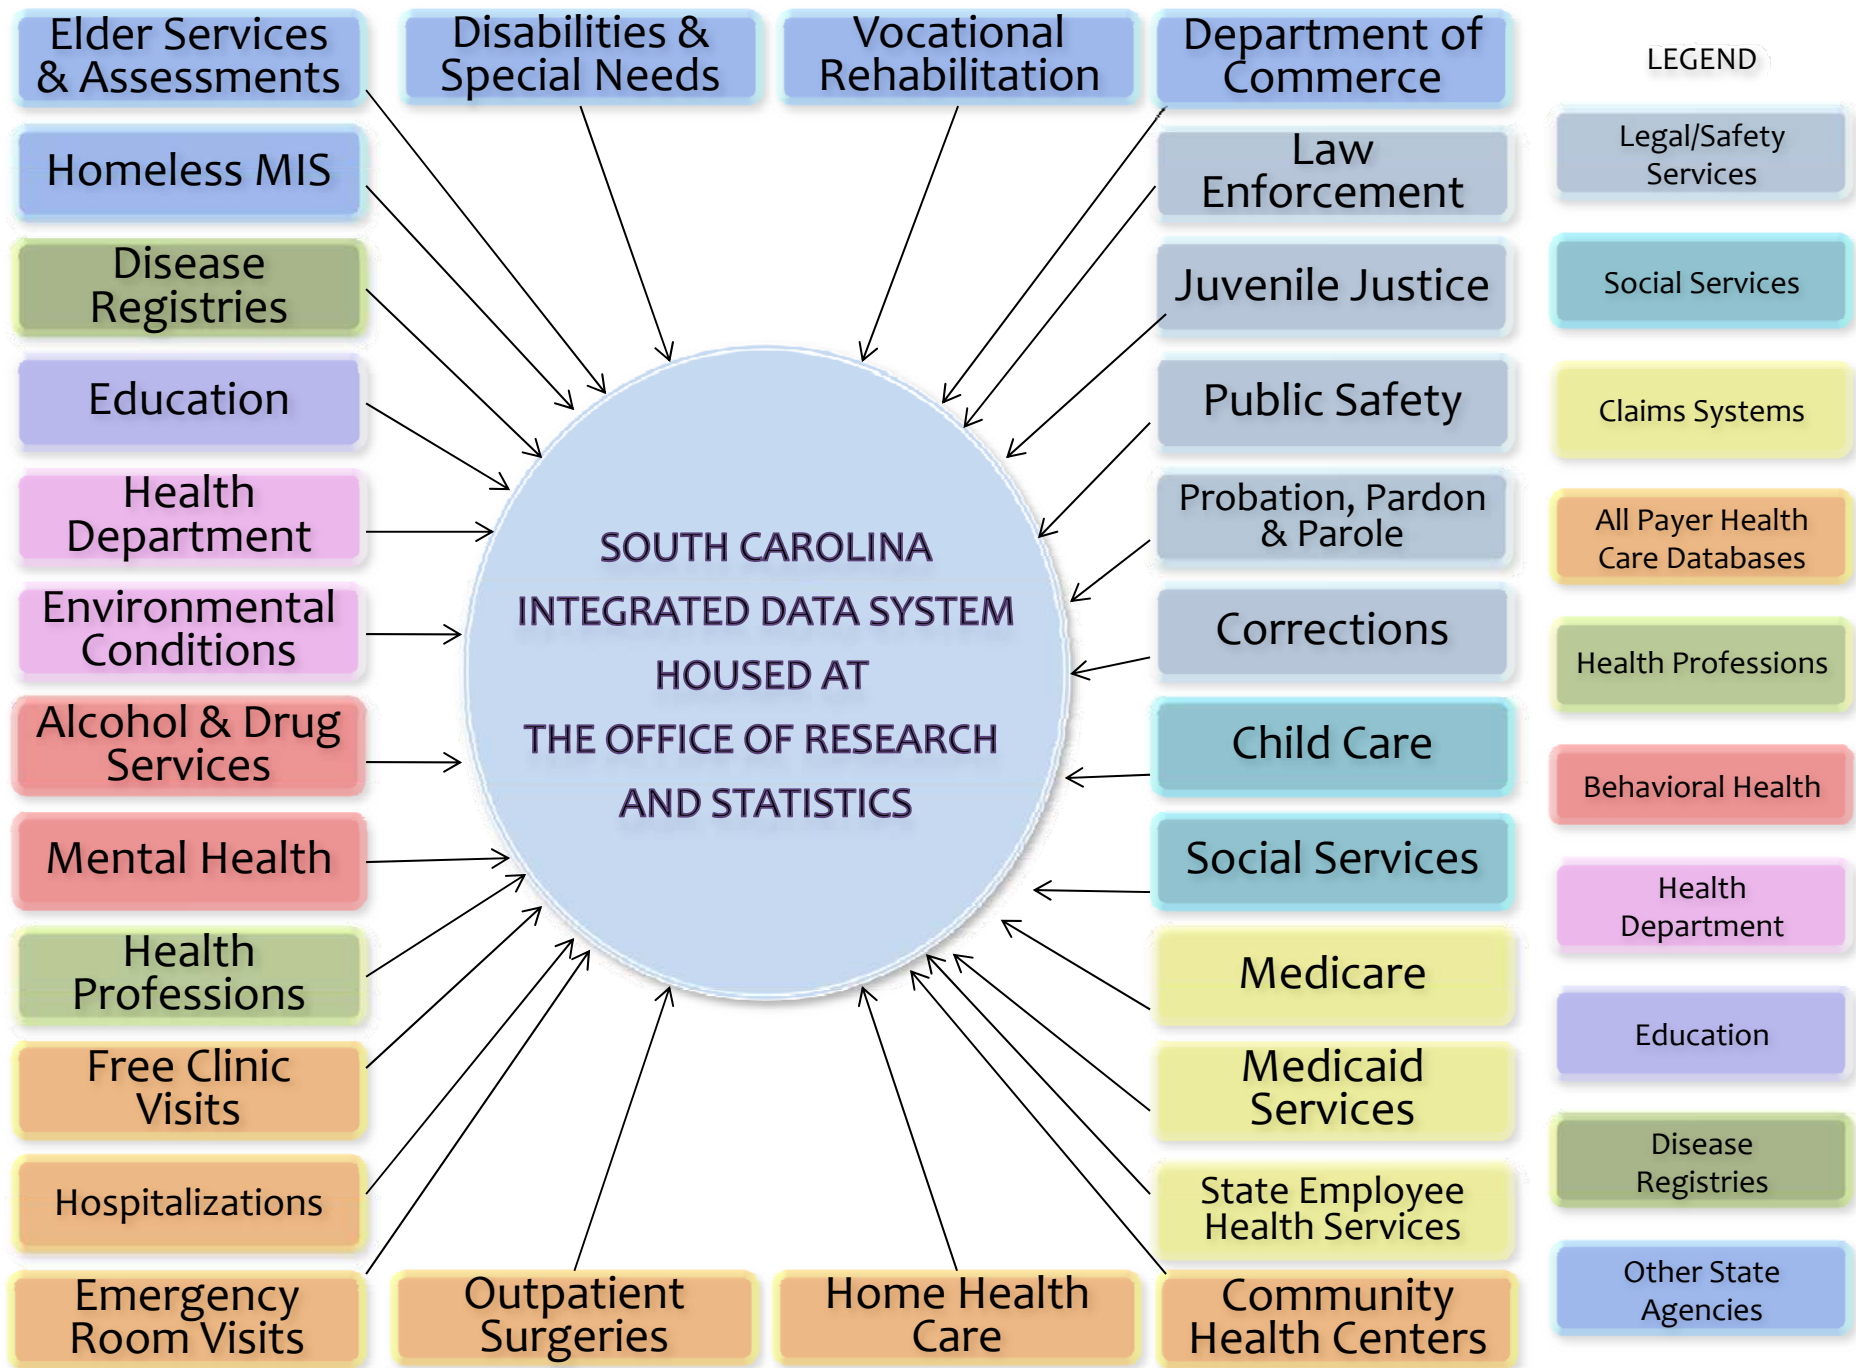 Elder Services
& Assessments
Disabilities &
Special Needs
Vocational
Rehabilitation
Department of
Commerce
Homeless MIS
Disease
Registries
Education
Health
Department
Environmental
Conditions
Alcohol & Drug
Services
Mental Health
Health
Professions
Free Clinic
Visits
Hospitalizations
Emergency
Room Visits
Outpatient
Surgeries
Home Health
Care
Community
Health Centers
SOUTH CAROLINA
INTEGRATED DATA SYSTEM
HOUSED AT
THE OFFICE OF RESEARCH
AND STATISTICS
Law
Enforcement
Juvenile Justice
Public Safety
Probation, Pardon
& Parole
Corrections
Child Care
Social Services
Medicare
Medicaid
Services
State Employee
Health Services
LEGEND
Legal/Safety
Services
Social Services
Claims Systems
All Payer Health
Care Databases
Health Professions
Behavioral Health
Health
Department
Education
Disease
Registries
Other State
Agencies